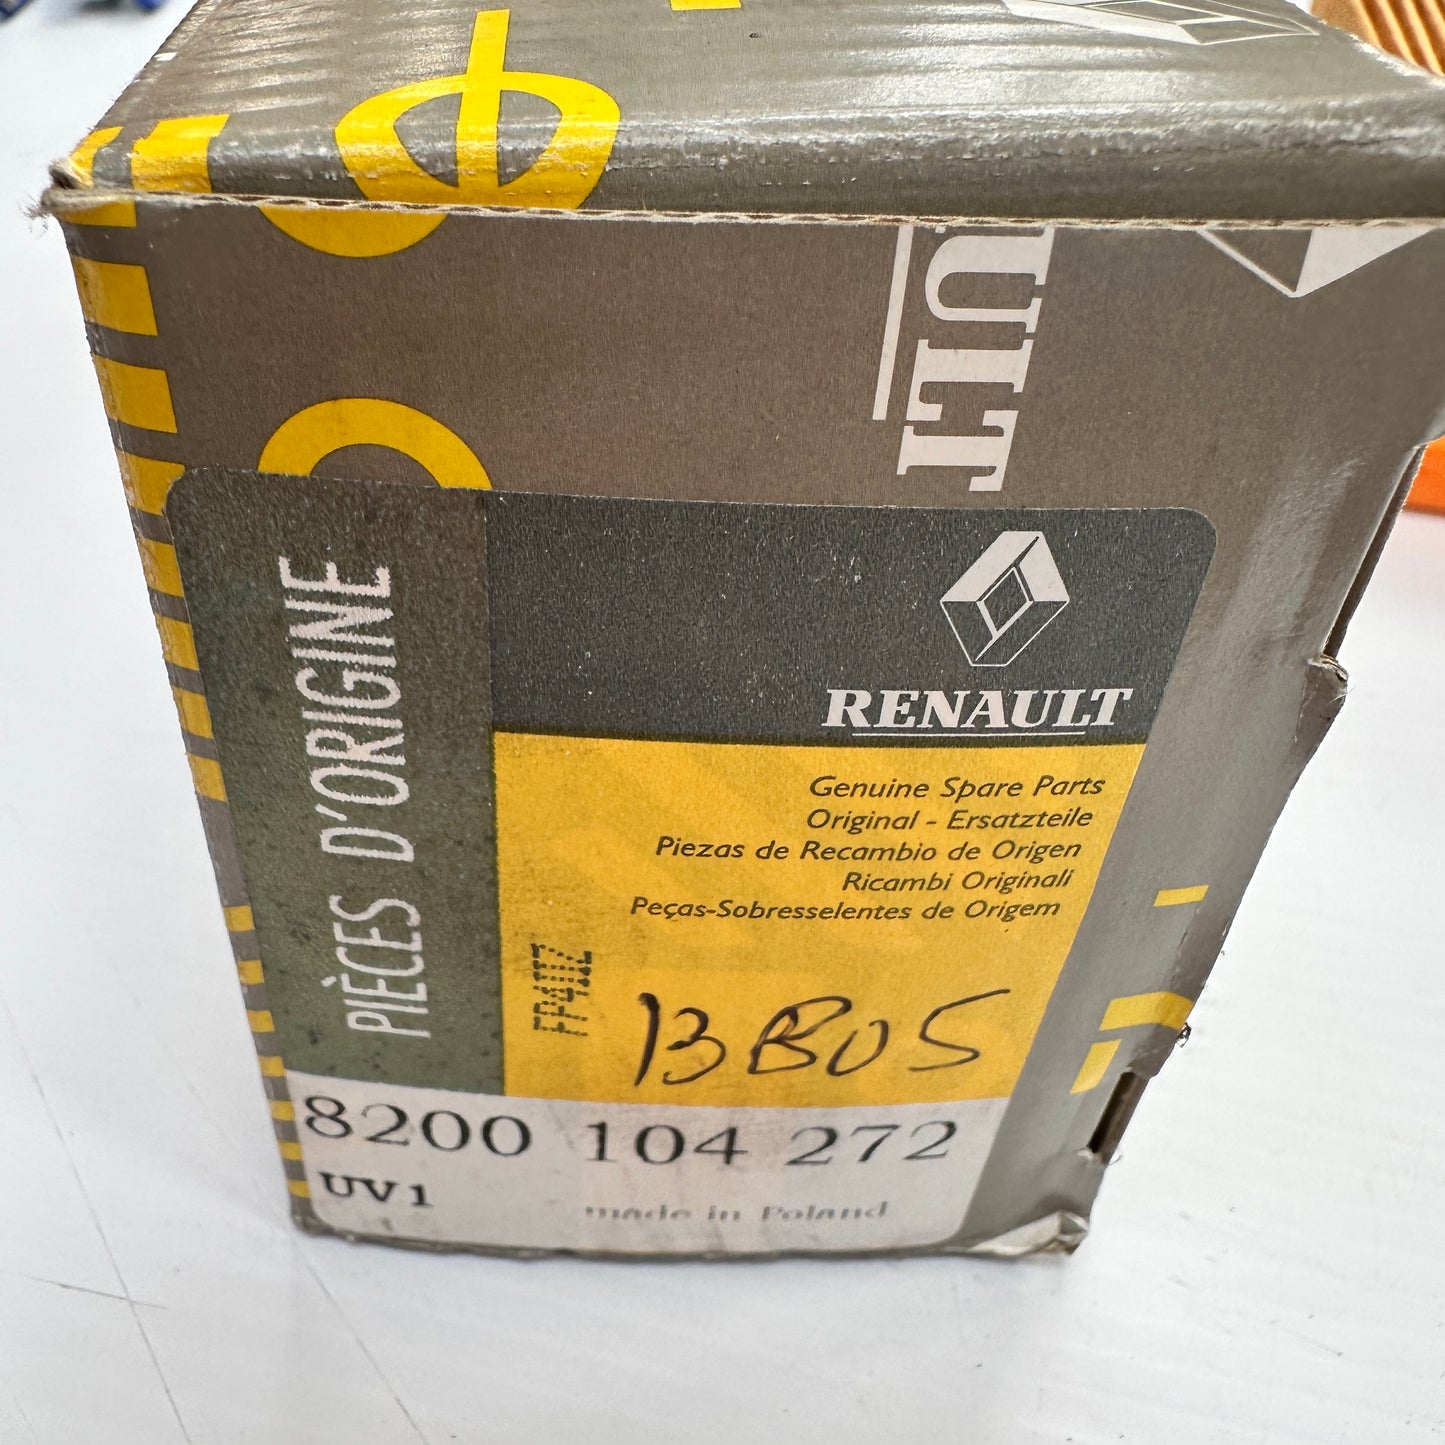 ULT
PIÈCES D'ORIGINE
RENAULT
Genuine Spare Parts
Original - Ersatzteile
Piezas de Recambio de Origen
Ricambi Originali
Peças-Sobresselentes de Origem
13B05
8200 104 272
UV1
made in Poland